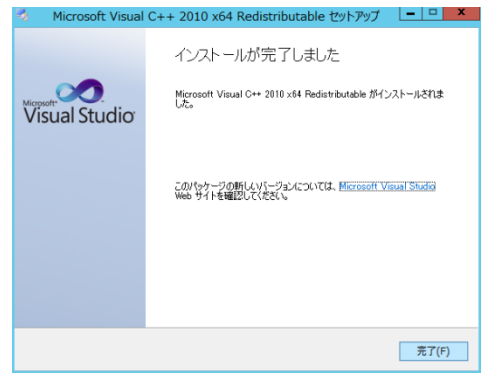 Microsoft Visual C++ 2010 x64 Redistributable セットアップ
インストールが完了しました
Microsoft Visual C++ 2010 x64 Redistributable がインストールされま
した。
Microsoft
Visual Studio
このパッケージの新しいバージョンについては、Microsoft Visual Studio
Web サイトを確認してください。
完了(F)